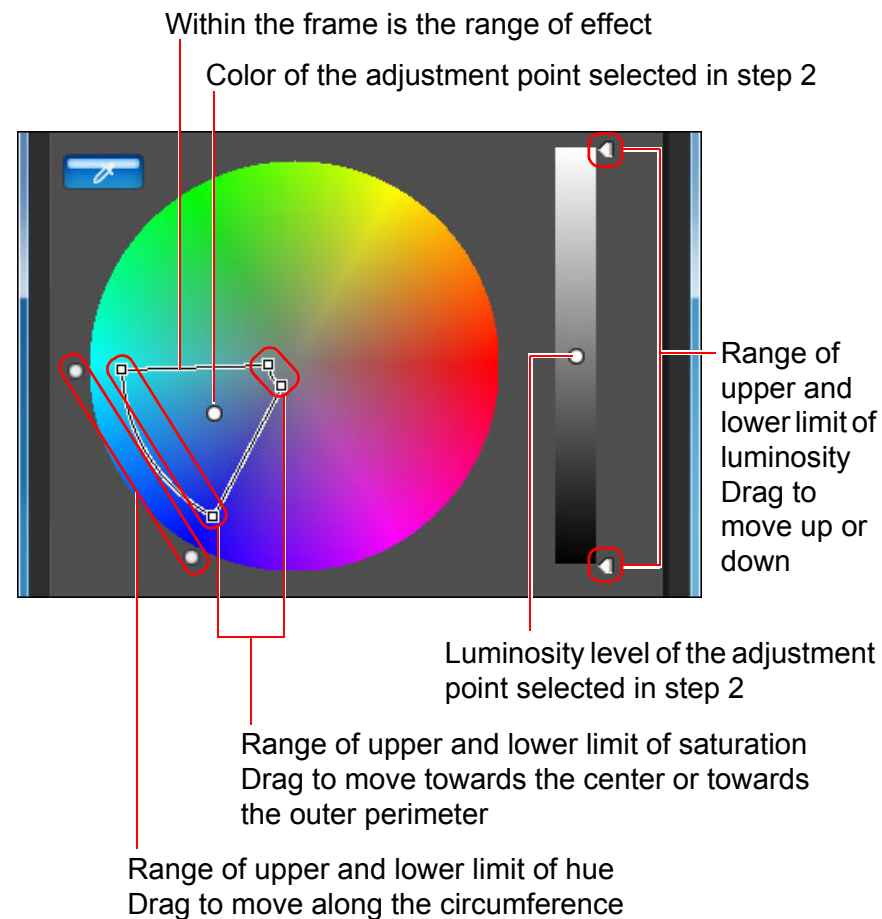 Within the frame is the range of effect
Color of the adjustment point selected in step 2
Range of
upper and
lower limit of
luminosity
Drag to
move up or
down
Luminosity level of the adjustment
point selected in step 2
Range of upper and lower limit of saturation
Drag to move towards the center or towards
the outer perimeter
Range of upper and lower limit of hue
Drag to move along the circumference